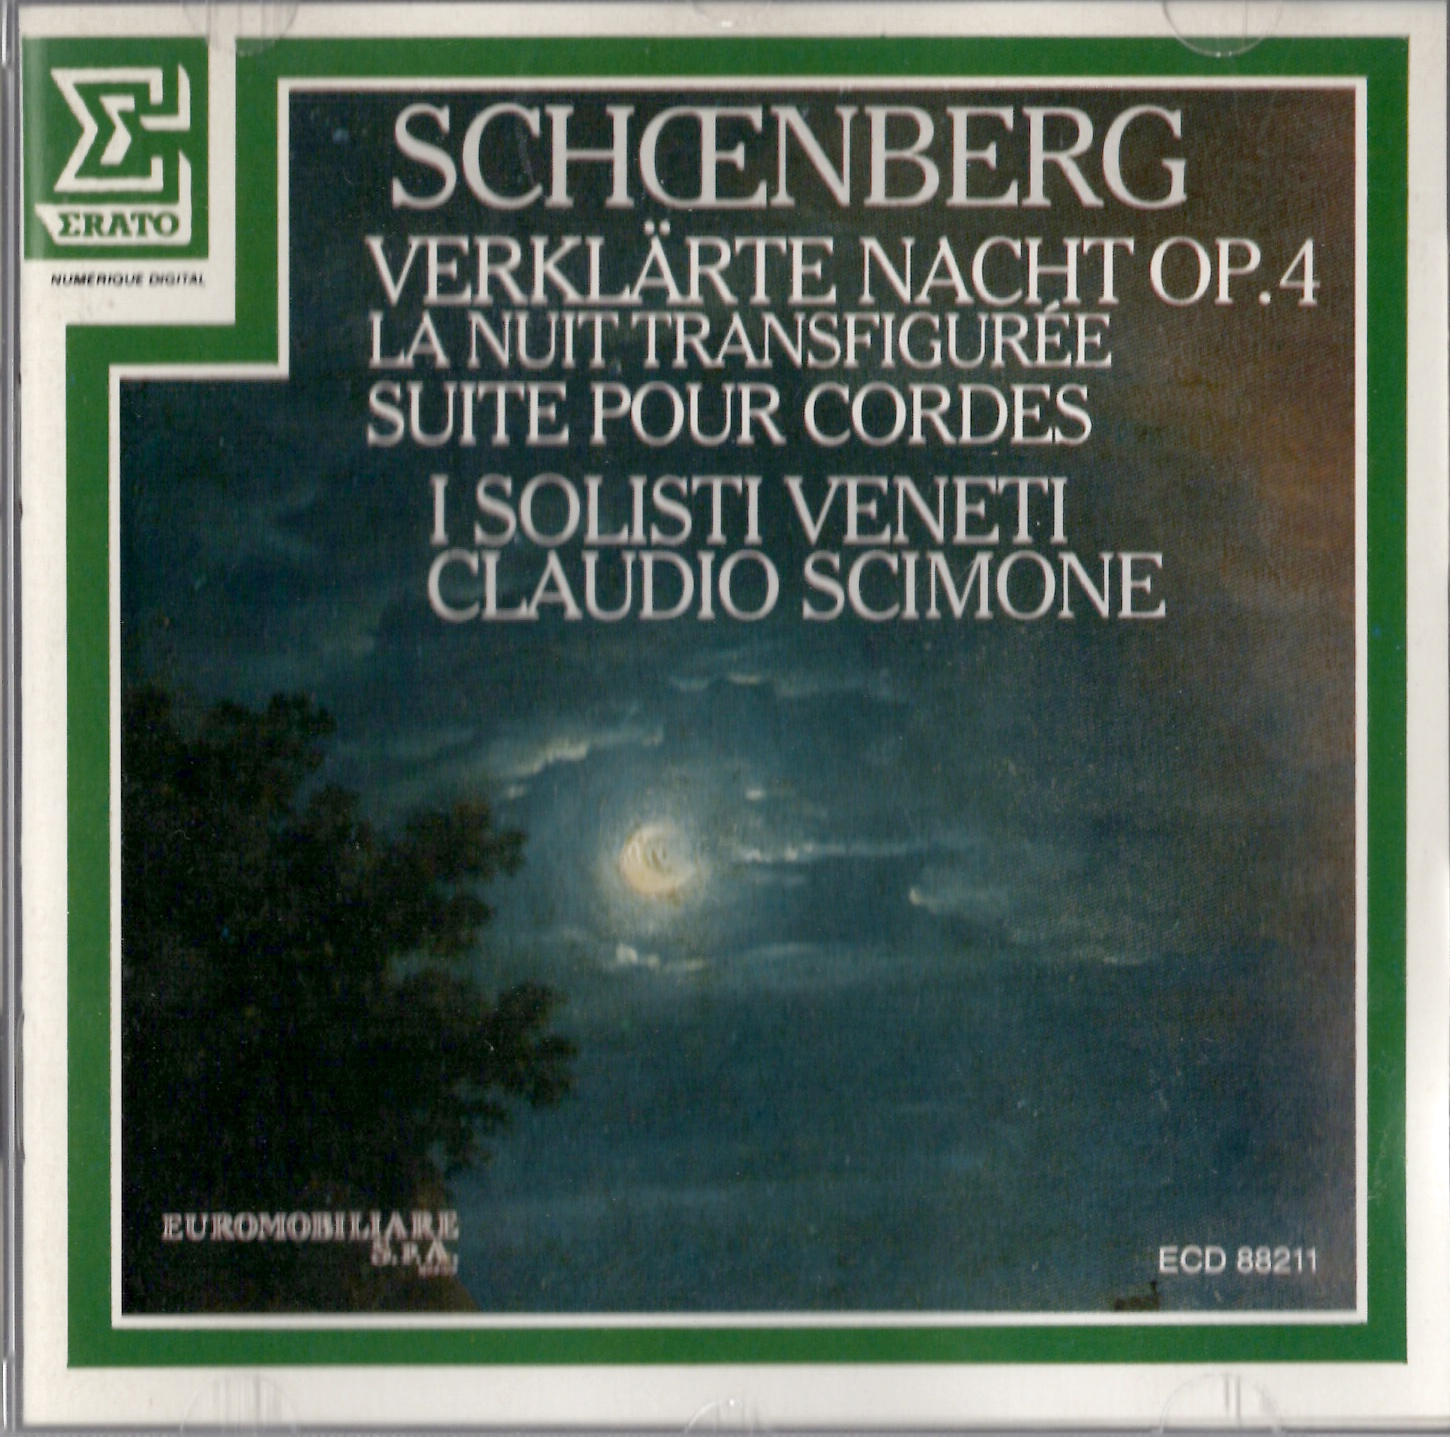 ΣRATO
NUMERIQUE DIGITAL
SCHŒNBERG
VERKLÄRTE NACHT OP.4
LA NUIT TRANSFIGURÉE
SUITE POUR CORDES
I SOLISTI VENETI
CLAUDIO SCIMONE
EUROMOBILIARE
S.P.A.
ECD 88211